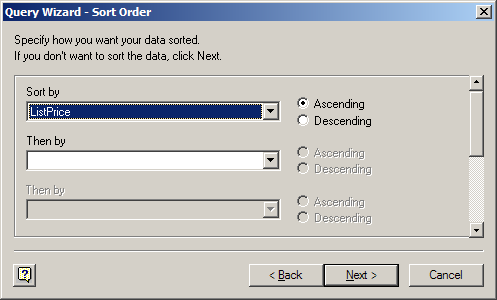 Query Wizard - Sort Order
Specify how you want your data sorted.
If you don't want to sort the data, click Next.
Sort by
ListPrice
Ascending
Descending
Then by
Ascending
Descending
Then by
Ascending
Descending
?
< Back
Next >
Cancel